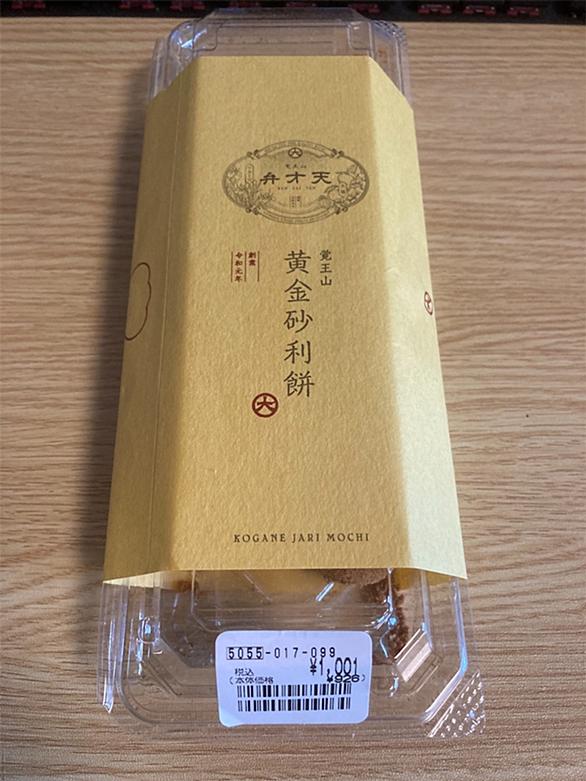 大
覚王山
弁才天
BEN ZAI TEN
覚王山
黄金砂利餅
創業
令和元年
大
KOGANE JARI MOCHI
5055-017-099
税込 ¥1,001
(本体価格 ¥926)